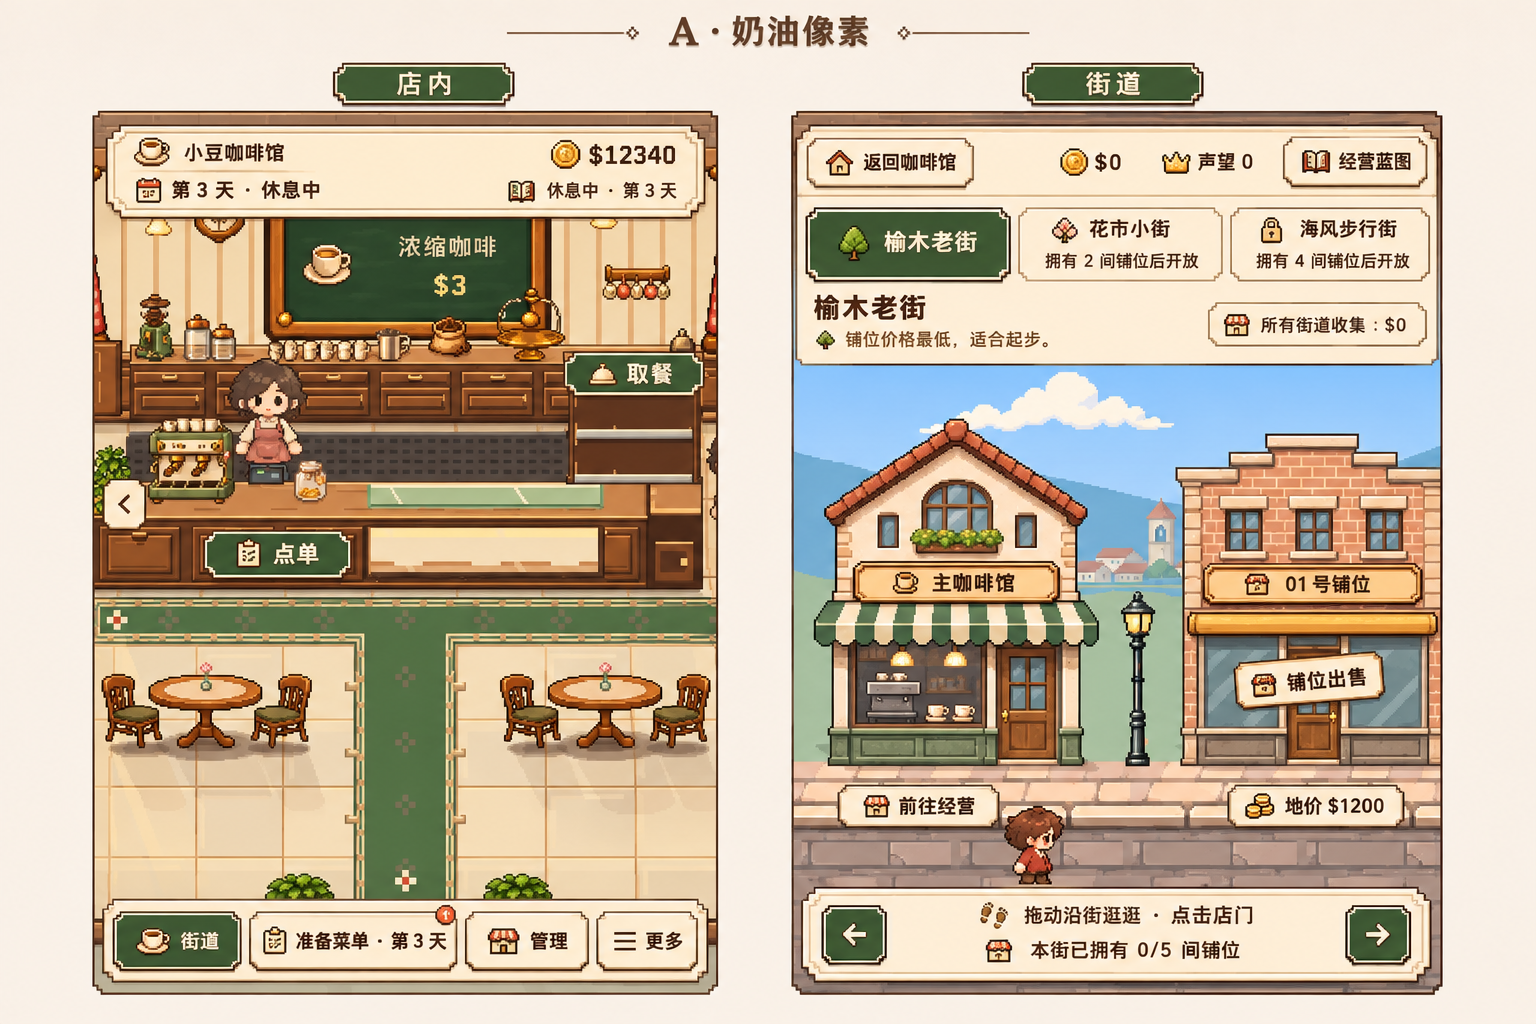 A · 奶油像素
店内
小豆咖啡馆
$12340
第 3 天 · 休息中
休息中 · 第 3 天
浓缩咖啡
$3
取餐
点单
街道
准备菜单 · 第 3 天
1
管理
更多
街道
返回咖啡馆
$0
声望 0
经营蓝图
榆木老街
花市小街
拥有 2 间铺位后开放
海风步行街
拥有 4 间铺位后开放
榆木老街
铺位价格最低，适合起步。
所有街道收集：$0
主咖啡馆
01 号铺位
铺位出售
前往经营
地价 $1200
拖动沿街逛逛 · 点击店门
本街已拥有 0/5 间铺位